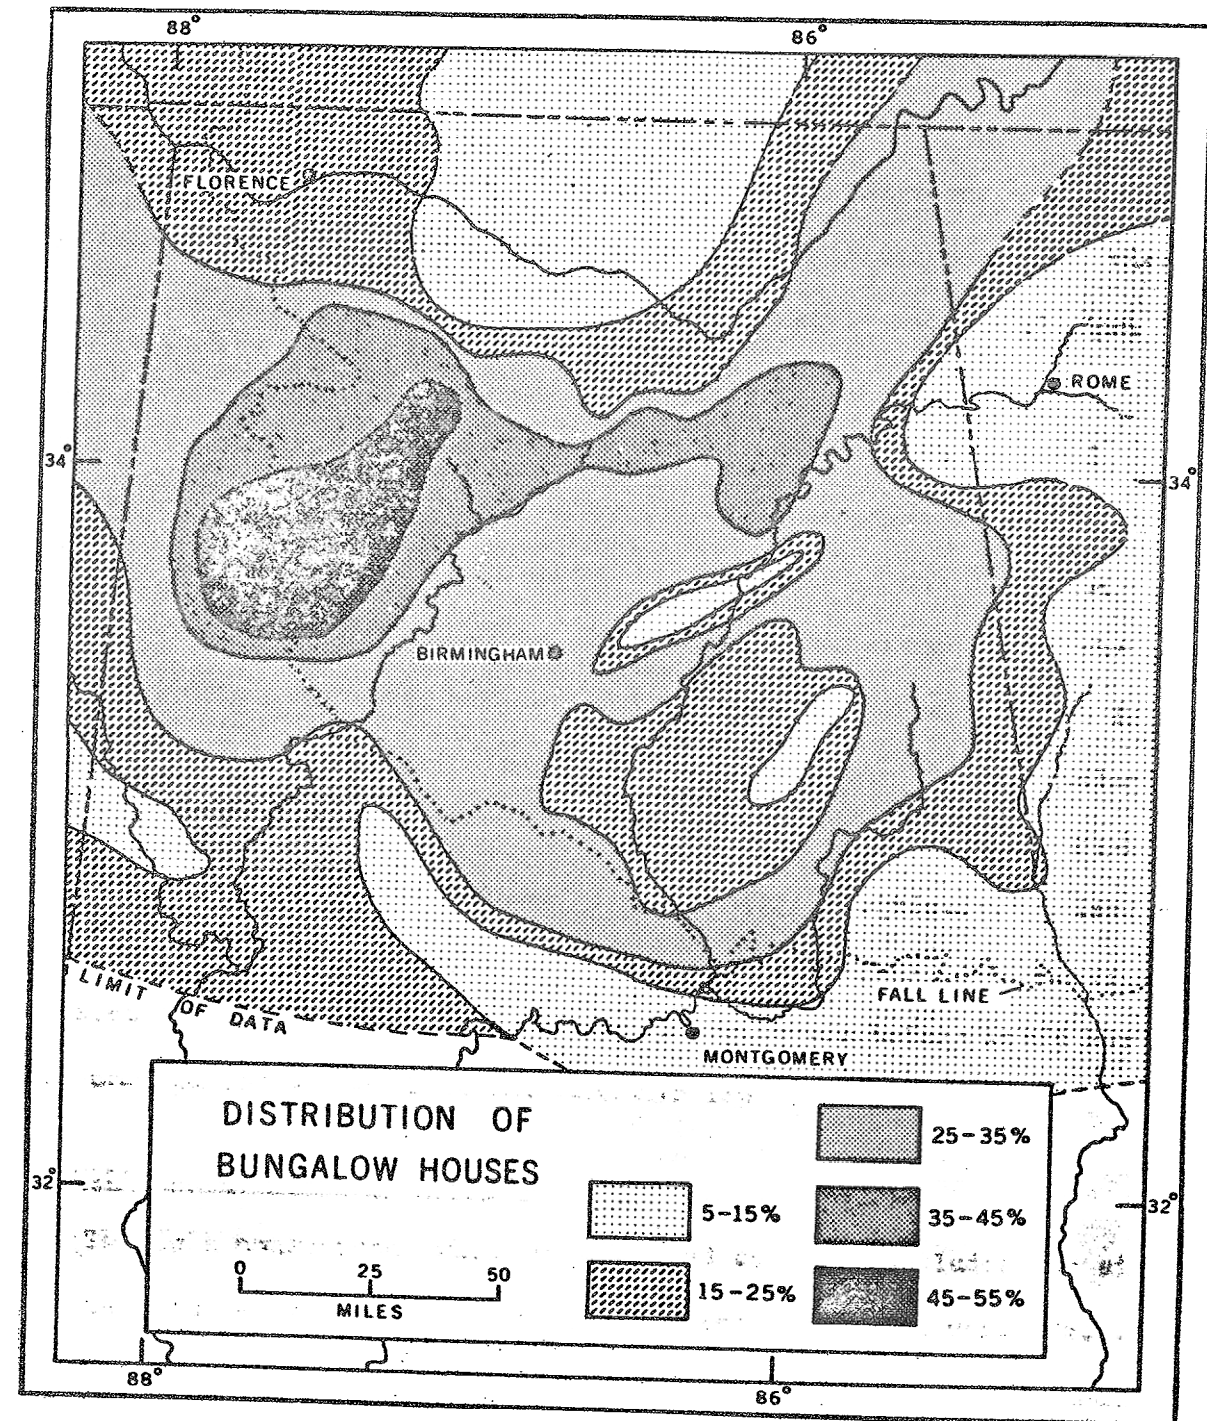 88°
86°
FLORENCE
ROME
34°
34°
BIRMINGHAM
LIMIT OF DATA
FALL LINE
MONTGOMERY
DISTRIBUTION OF
BUNGALOW HOUSES
25-35%
5-15%
35-45%
15-25%
45-55%
0 25 50
MILES
32°
32°
88°
86°